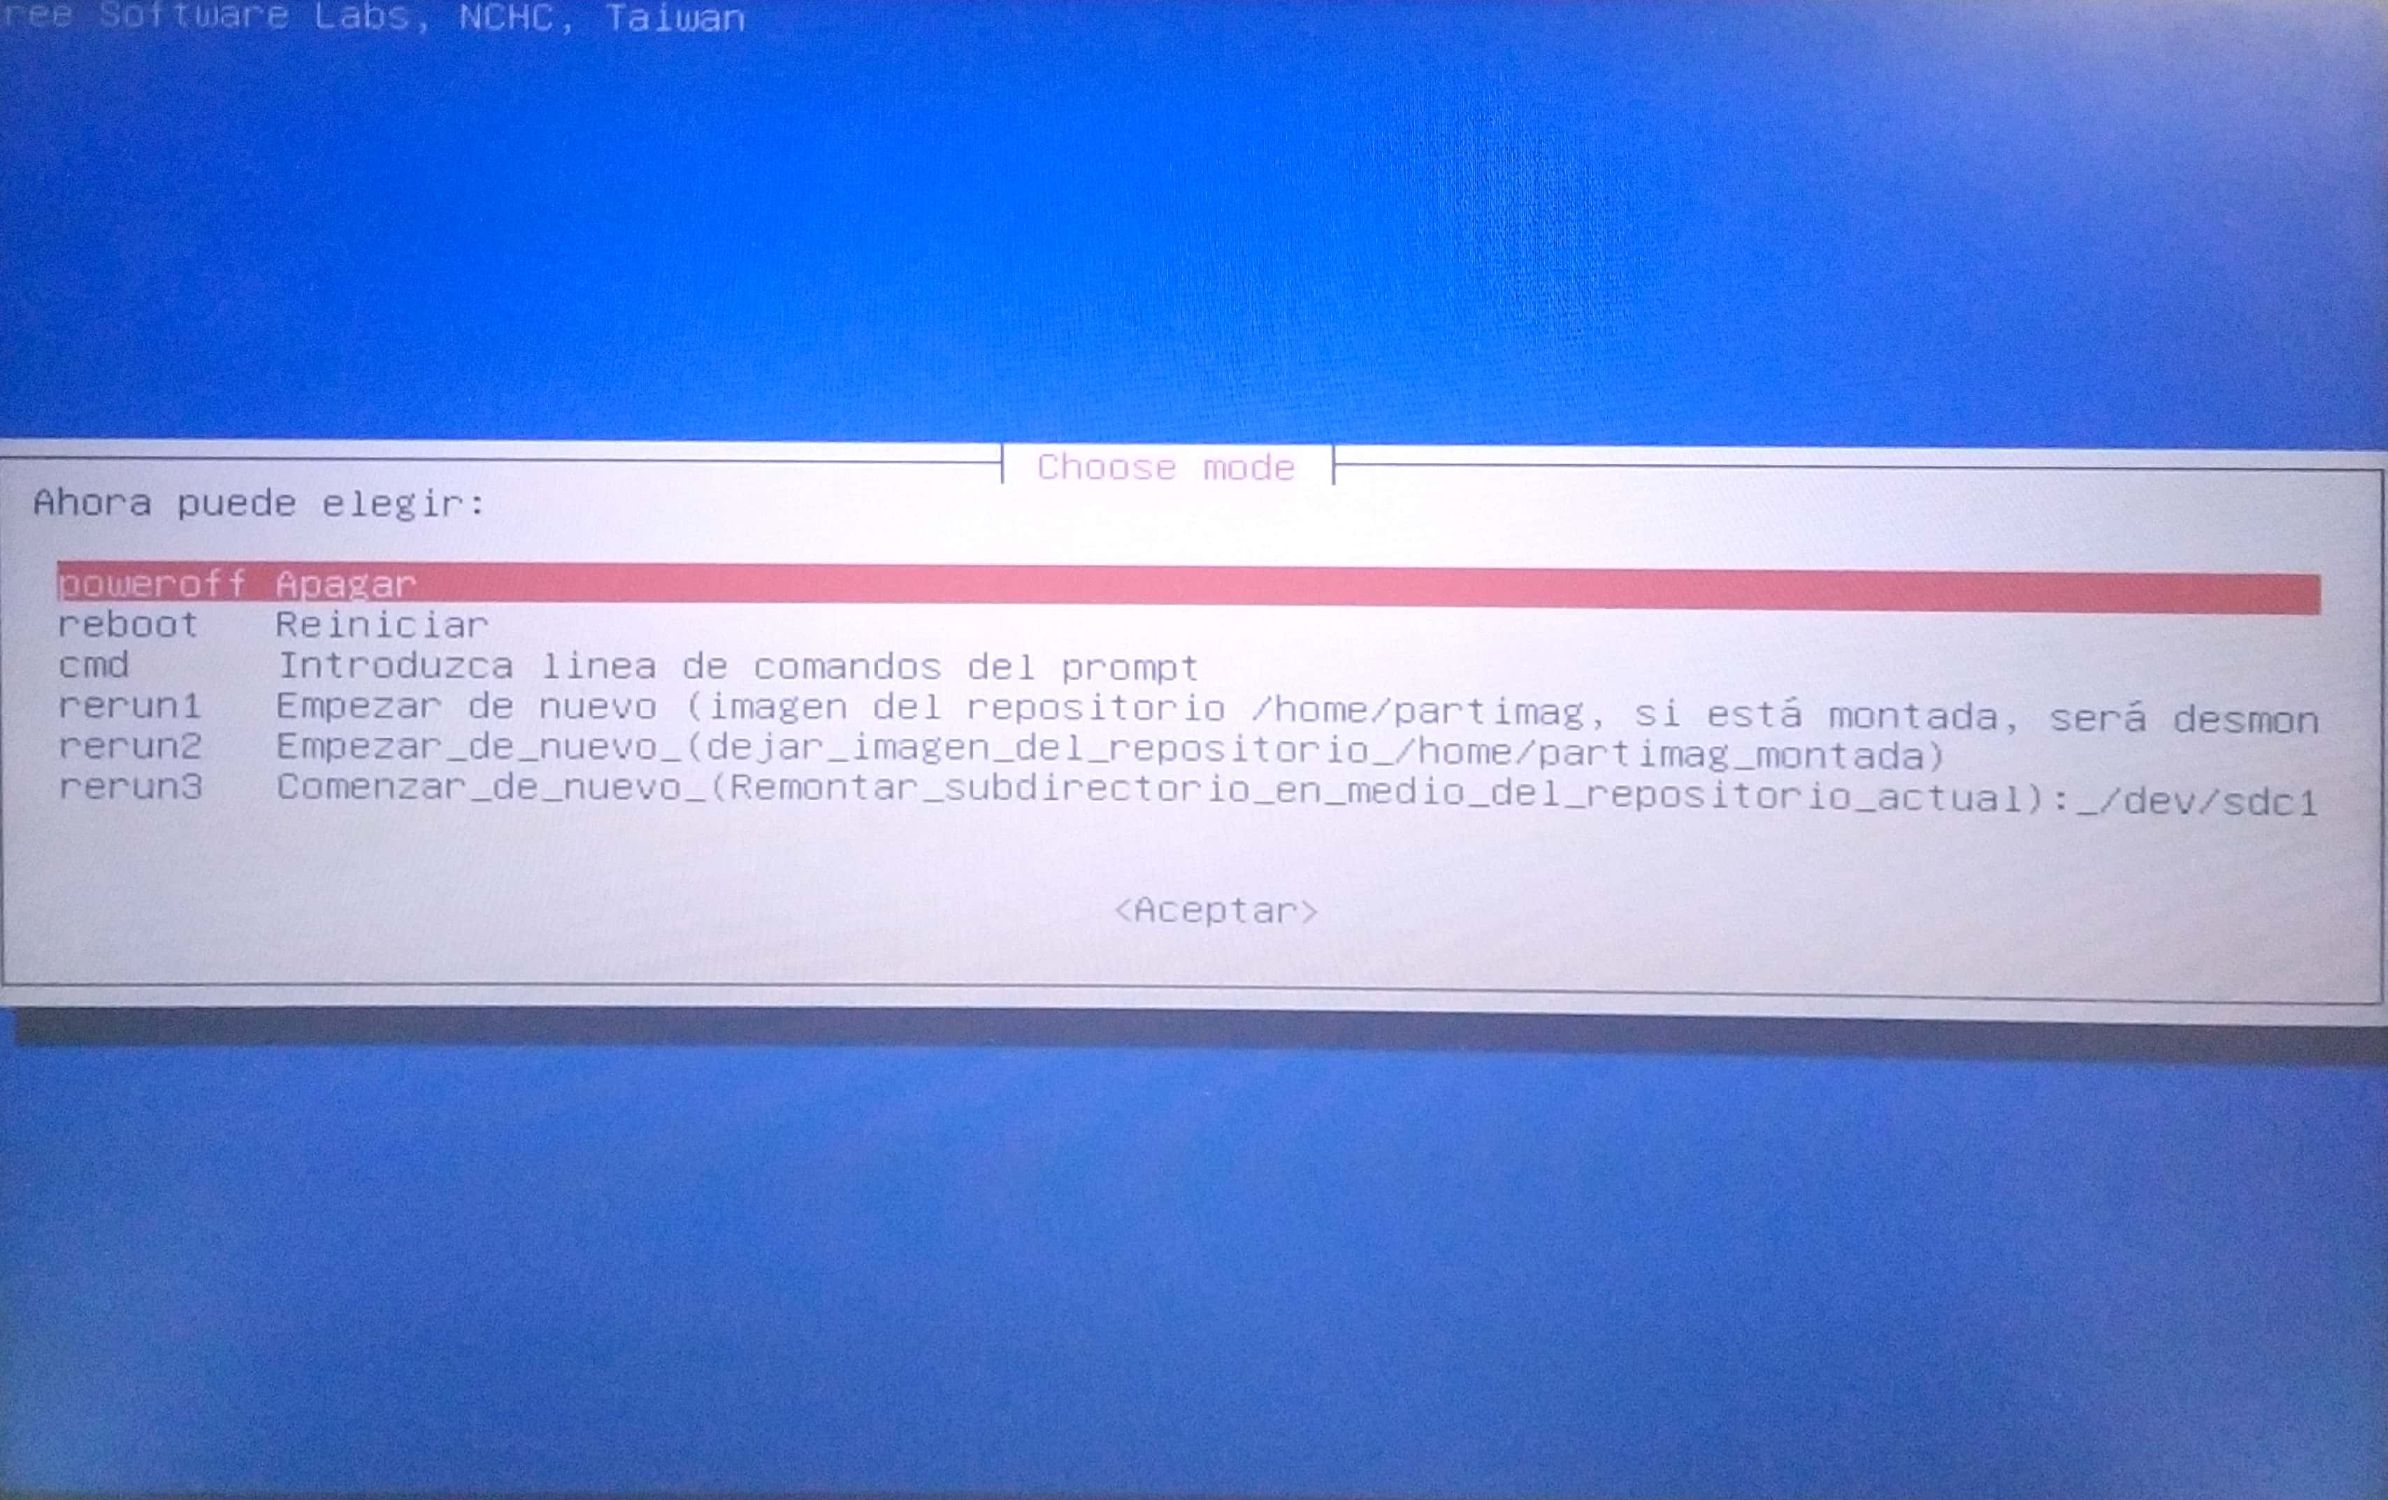 ree Software Labs, NCHC, Taiwan
Choose mode
Ahora puede elegir:
poweroff Apagar
reboot Reiniciar
cmd Introduzca linea de comandos del prompt
rerun1 Empezar de nuevo (imagen del repositorio /home/partimag, si está montada, será desmon
rerun2 Empezar_de_nuevo_(dejar_imagen_del_repositorio_/home/partimag_montada)
rerun3 Comenzar_de_nuevo_(Remontar_subdirectorio_en_medio_del_repositorio_actual):_/dev/sdc1
<Aceptar>